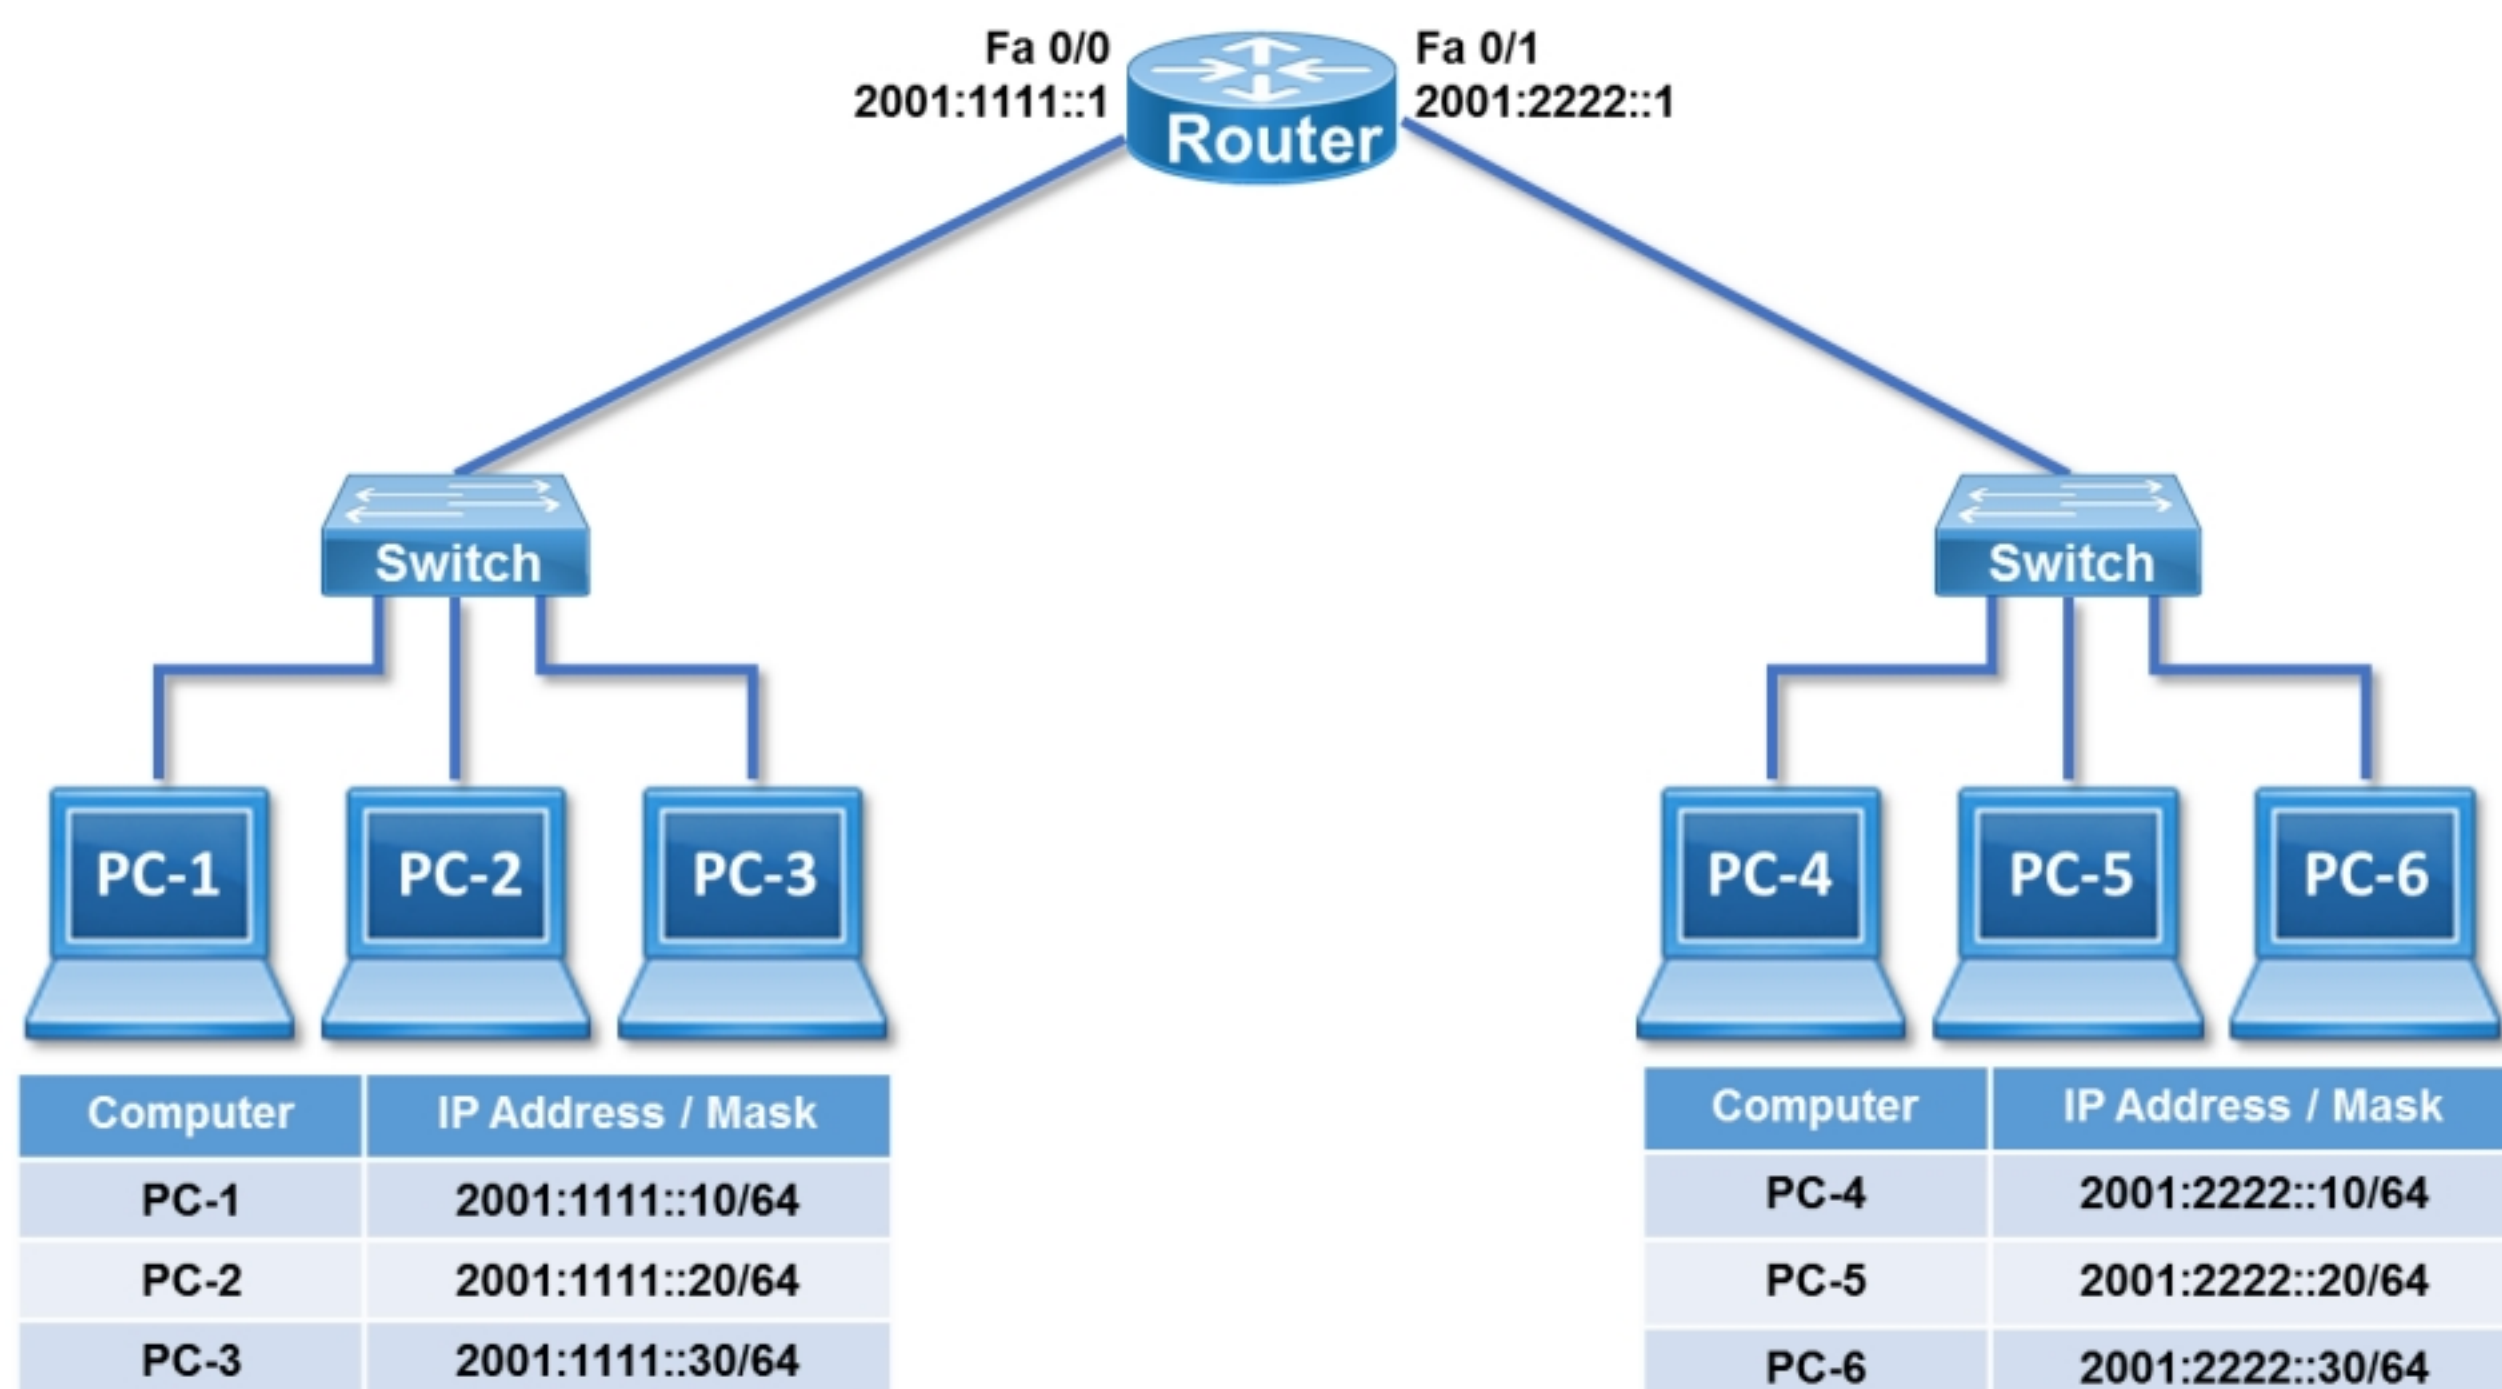 Fa 0/0
2001:1111::1
Router
Fa 0/1
2001:2222::1
Switch
Switch
PC-1
PC-2
PC-3
PC-4
PC-5
PC-6
Computer IP Address / Mask
PC-1 2001:1111::10/64
PC-2 2001:1111::20/64
PC-3 2001:1111::30/64
Computer IP Address / Mask
PC-4 2001:2222::10/64
PC-5 2001:2222::20/64
PC-6 2001:2222::30/64